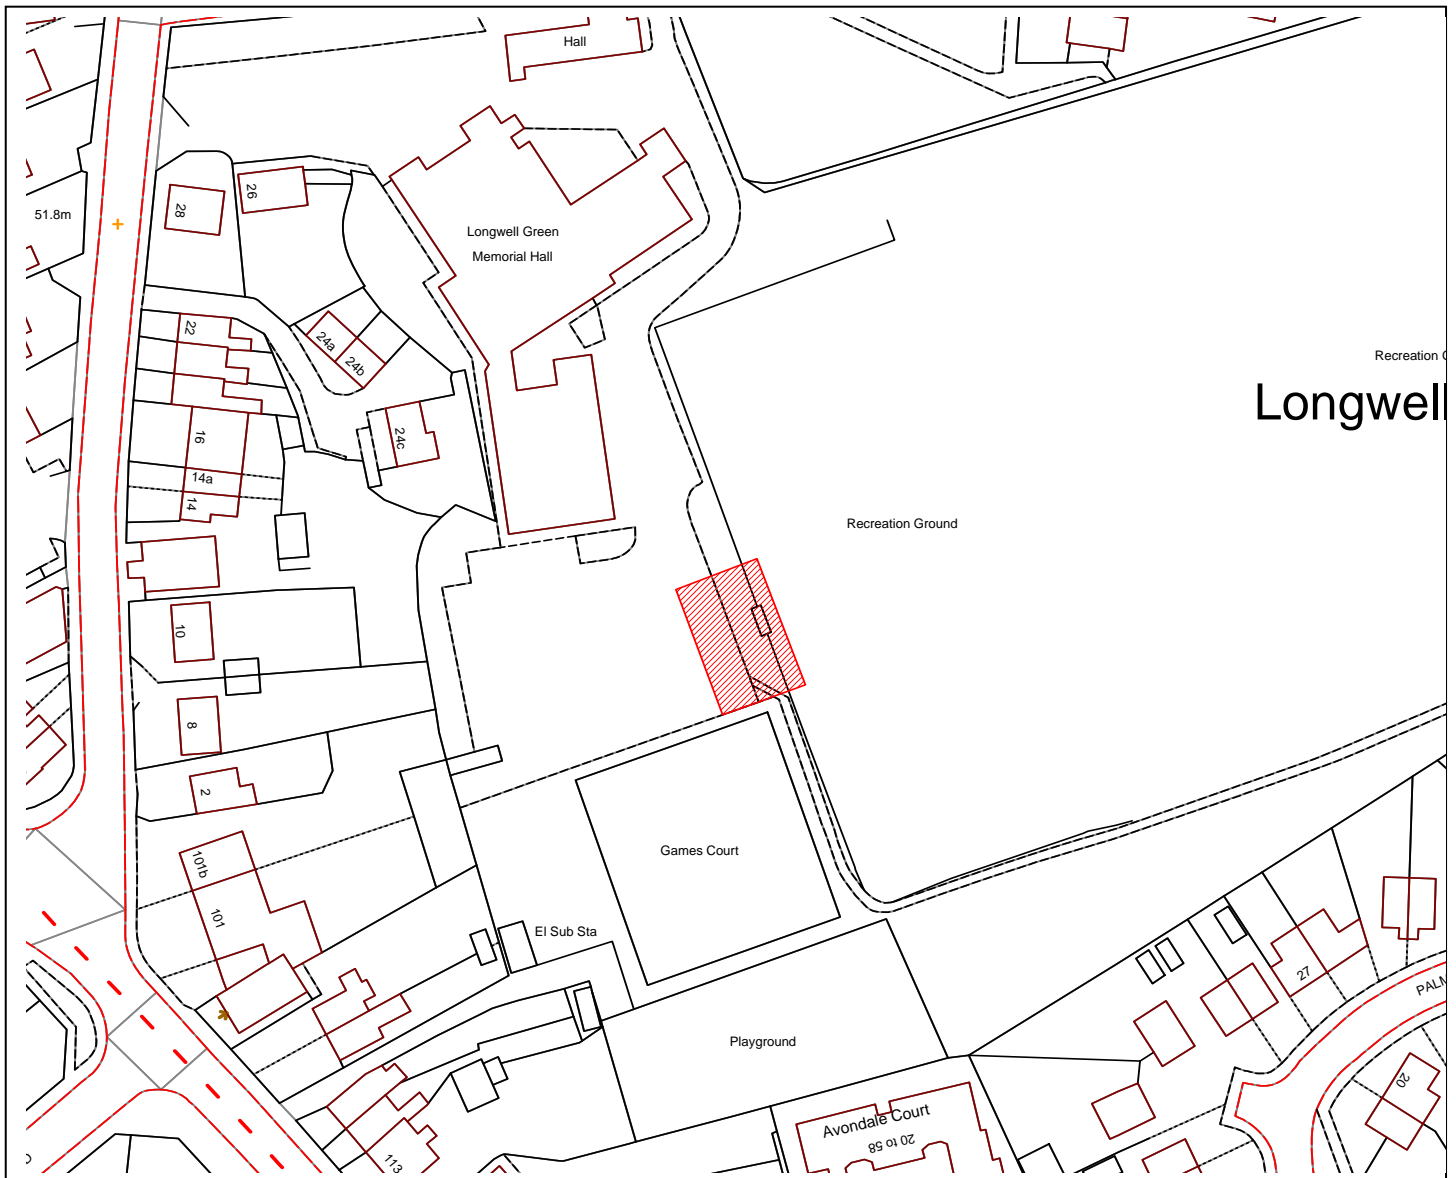 Hall
26
28
51.8m
Longwell Green
Memorial Hall
22
24a
24b
Recreation
Longwell
24c
16
14a
14
Recreation Ground
10
8
2
Games Court
101b
101
El Sub Sta
27
PALM
Playground
20
Avondale Court
20 to 58
113